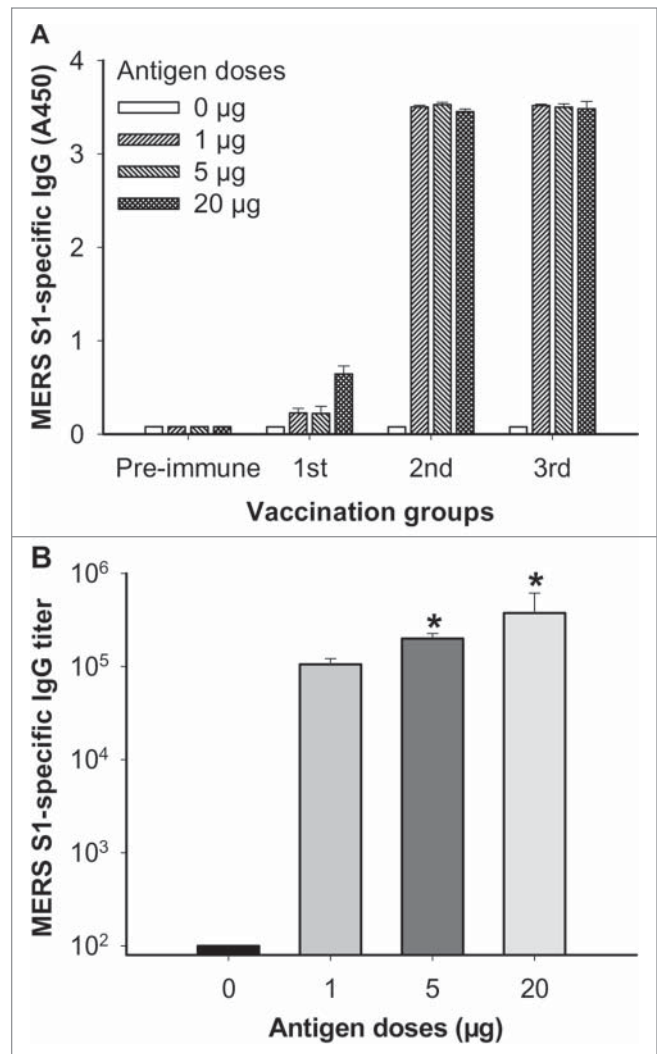 A
MERS S1-specific IgG (A450)
4
3
2
1
0
Antigen doses
0 µg
1 µg
5 µg
20 µg
Pre-immune 1st 2nd 3rd
Vaccination groups
B
MERS S1-specific IgG titer
10⁶
10⁵
10⁴
10³
10²
* *
0 1 5 20
Antigen doses (µg)